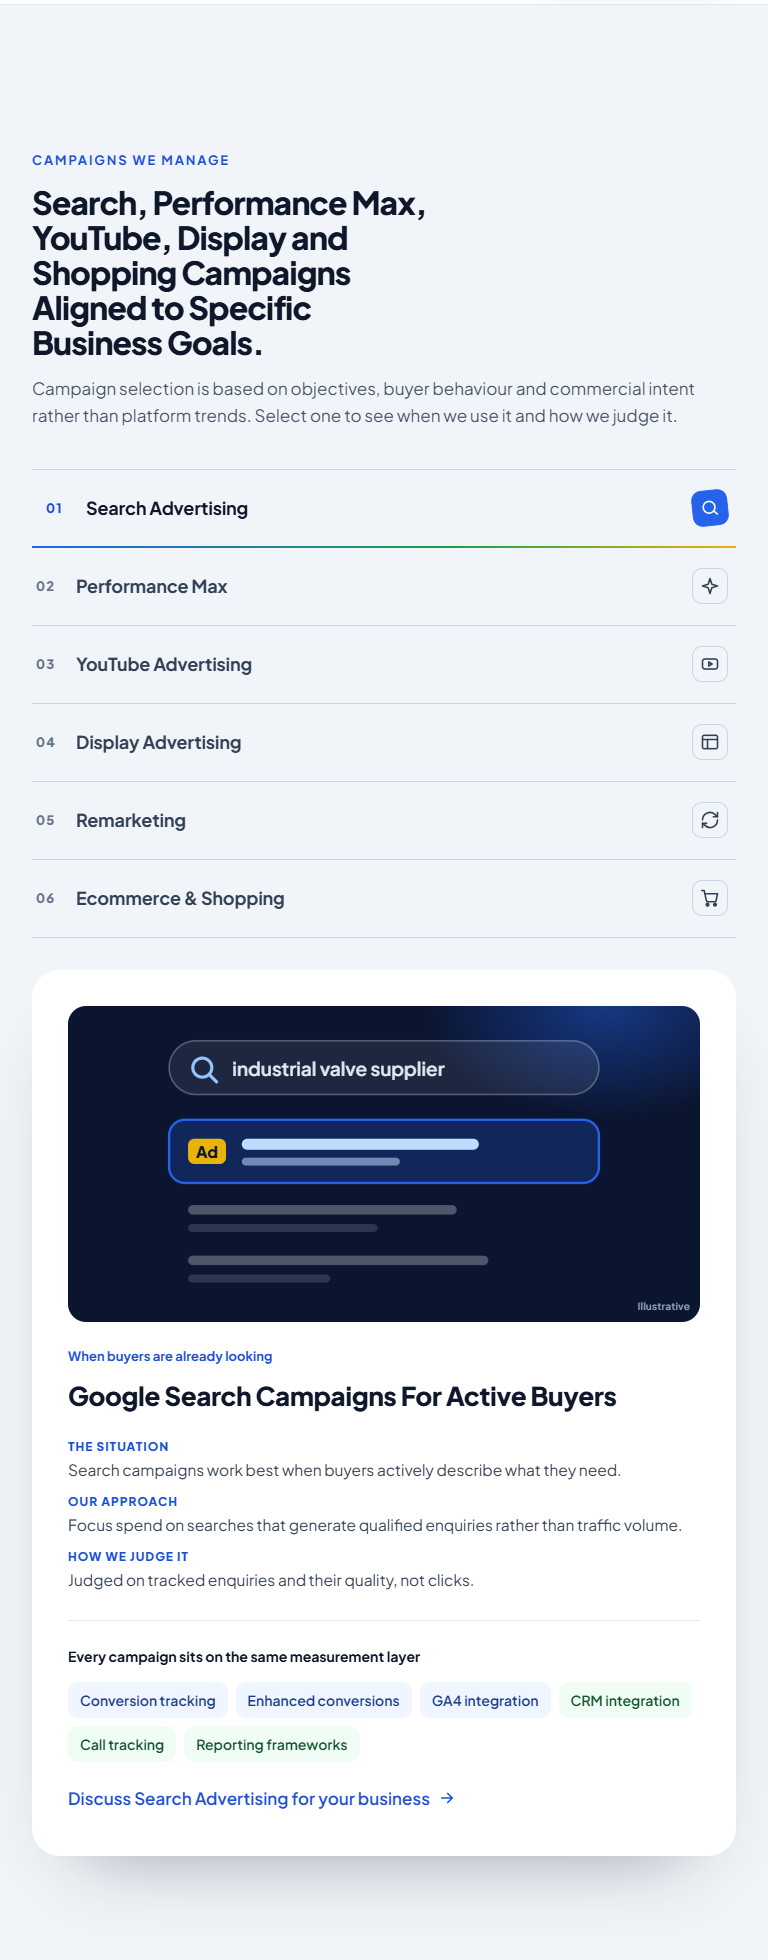 CAMPAIGNS WE MANAGE
Search, Performance Max,
YouTube, Display and
Shopping Campaigns
Aligned to Specific
Business Goals.
Campaign selection is based on objectives, buyer behaviour and commercial intent
rather than platform trends. Select one to see when we use it and how we judge it.
01 Search Advertising
02 Performance Max
03 YouTube Advertising
04 Display Advertising
05 Remarketing
06 Ecommerce & Shopping
industrial valve supplier
Ad
Illustrative
When buyers are already looking
Google Search Campaigns For Active Buyers
THE SITUATION
Search campaigns work best when buyers actively describe what they need.
OUR APPROACH
Focus spend on searches that generate qualified enquiries rather than traffic volume.
HOW WE JUDGE IT
Judged on tracked enquiries and their quality, not clicks.
Every campaign sits on the same measurement layer
Conversion tracking Enhanced conversions GA4 integration CRM integration
Call tracking Reporting frameworks
Discuss Search Advertising for your business →